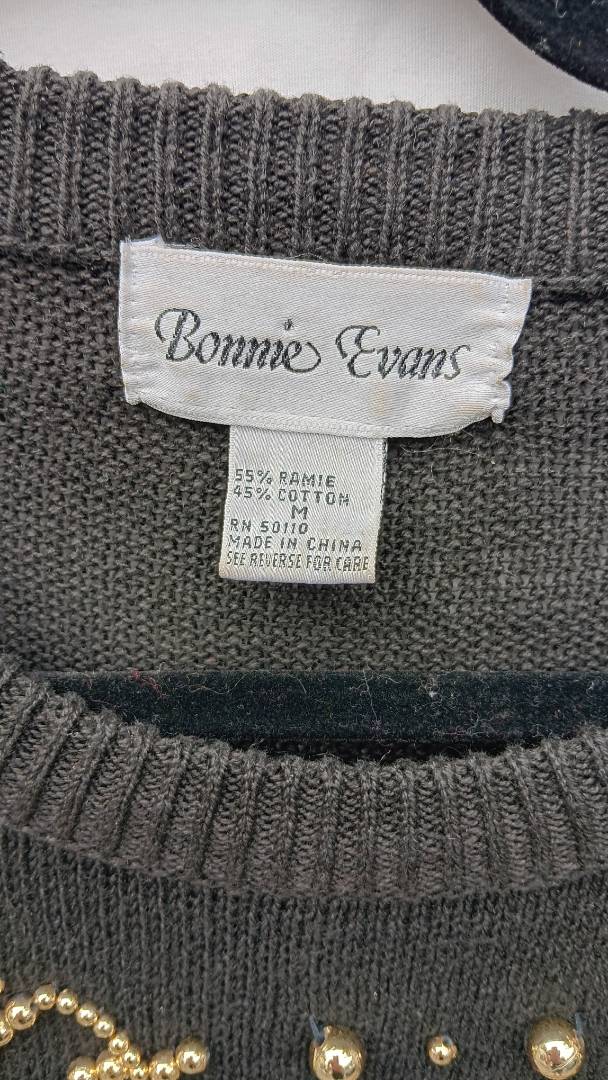 Bonnie Evans
55% RAMIE
45% COTTON
M
RN 50110
MADE IN CHINA
SEE REVERSE FOR CARE